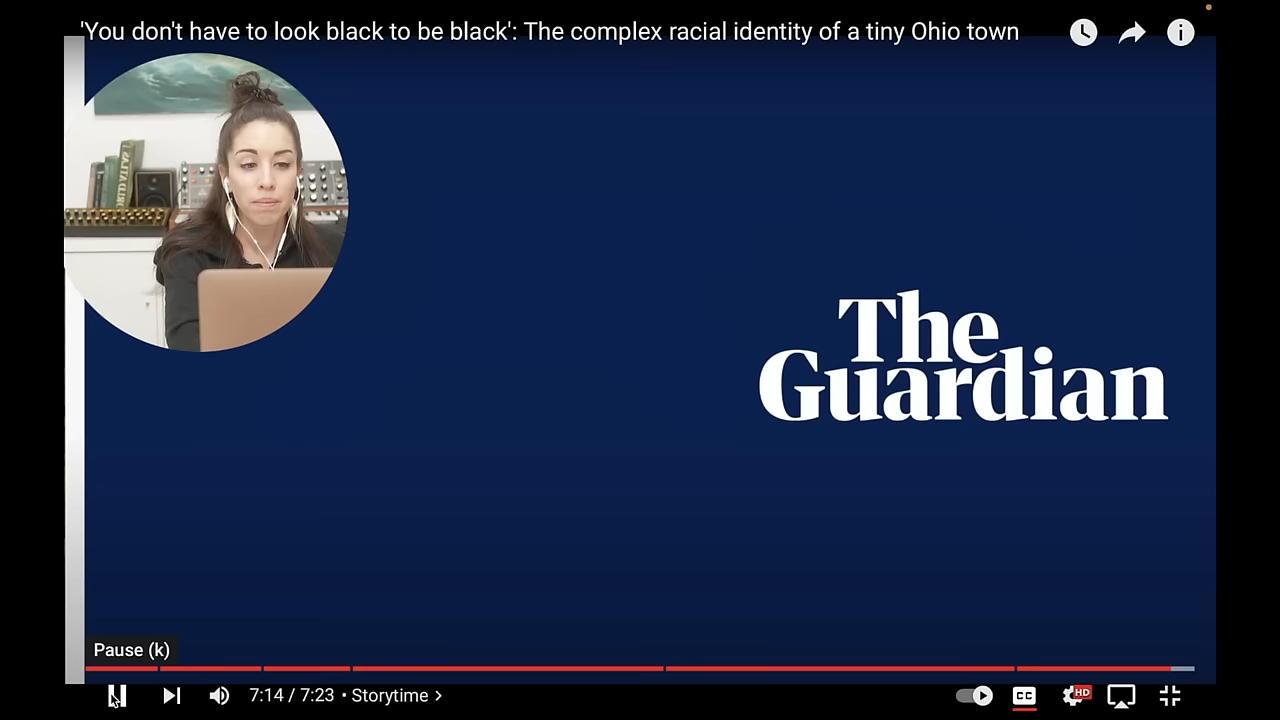 'You don't have to look black to be black': The complex racial identity of a tiny Ohio town
The
Guardian
Pause (k)
7:14 / 7:23 • Storytime >
CC
HD